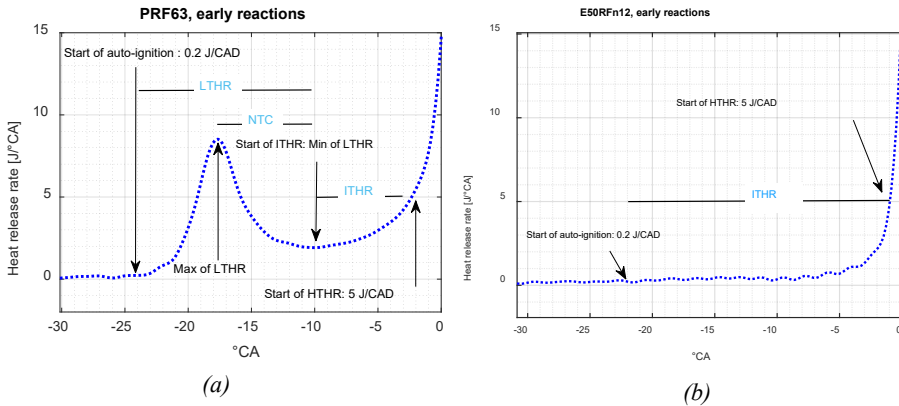 PRF63, early reactions
15
Start of auto-ignition : 0.2 J/CAD
LTHR
10
NTC
Start of ITHR: Min of LTHR
5
ITHR
Max of LTHR
0
Start of HTHR: 5 J/CAD
Heat release rate [J/°CA]
-30 -25 -20 -15 -10 -5 0
°CA
(a)
E50RFn12, early reactions
15
Start of HTHR: 5 J/CAD
10
ITHR
5
Start of auto-ignition: 0.2 J/CAD
0
Heat release rate [J/°CA]
-30 -25 -20 -15 -10 -5 0
°CA
(b)